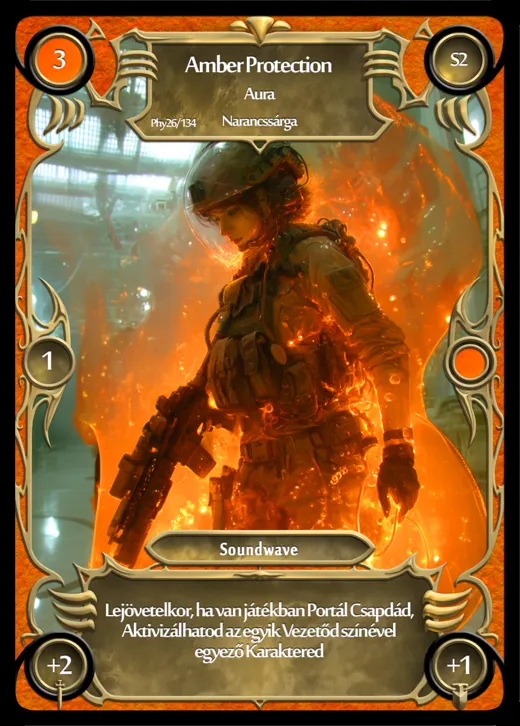 3
Amber Protection
S2
Aura
Phy26/134
Narancssárga
1
Soundwave
Lejövetelkor, ha van játékban Portál Csapdád,
Aktivizálhatod az egyik Vezetőd színével
egyező Karaktered
+2
+1